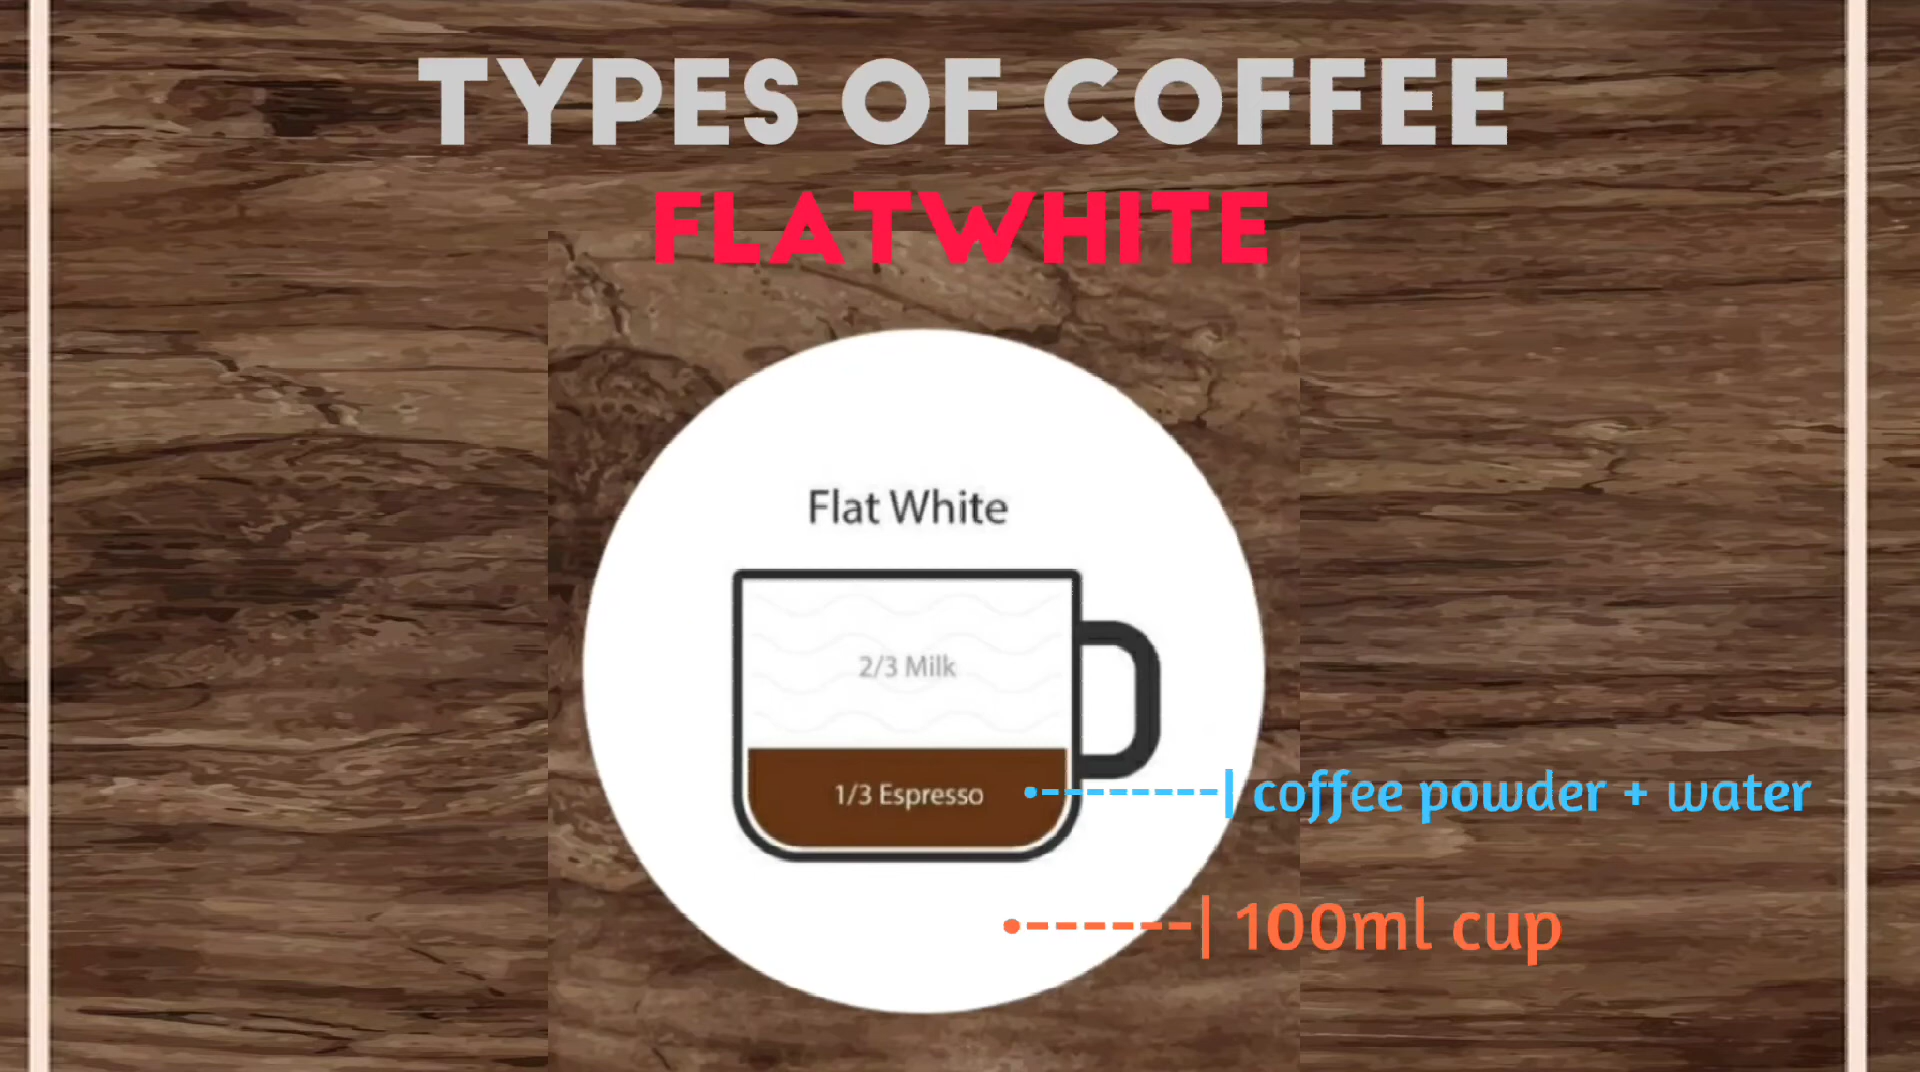 TYPES OF COFFEE
FLATWHITE
Flat White
2/3 Milk
1/3 Espresso
coffee powder + water
100ml cup